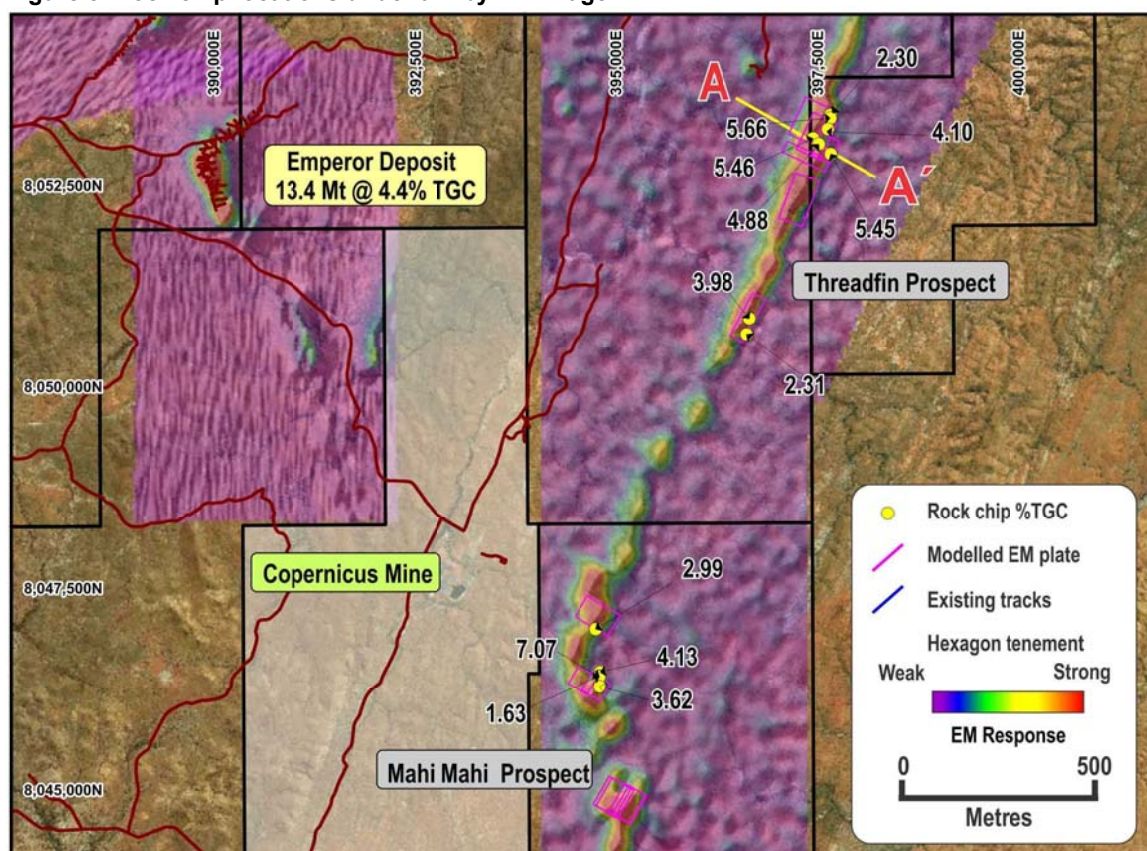 390,000E
392,500E
395,000E
397,500E
400,000E
2.30
A
5.66
4.10
5.46
Emperor Deposit
13.4 Mt @ 4.4% TGC
8,052,500N
A´
4.88
5.45
3.98
Threadfin Prospect
8,050,000N
2.31
Rock chip %TGC
Modelled EM plate
Existing tracks
Hexagon tenement
Weak
Strong
EM Response
0
500
Metres
Copernicus Mine
8,047,500N
2.99
7.07
4.13
1.63
3.62
Mahi Mahi Prospect
8,045,000N